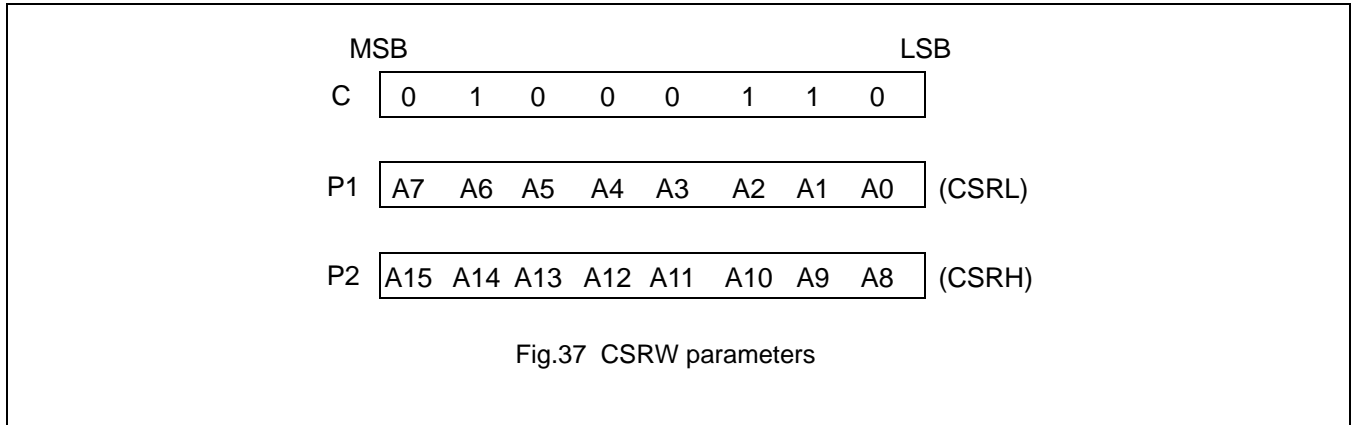 MSB LSB
C 0 1 0 0 0 1 1 0
P1 A7 A6 A5 A4 A3 A2 A1 A0 (CSRL)
P2 A15 A14 A13 A12 A11 A10 A9 A8 (CSRH)
Fig.37 CSRW parameters